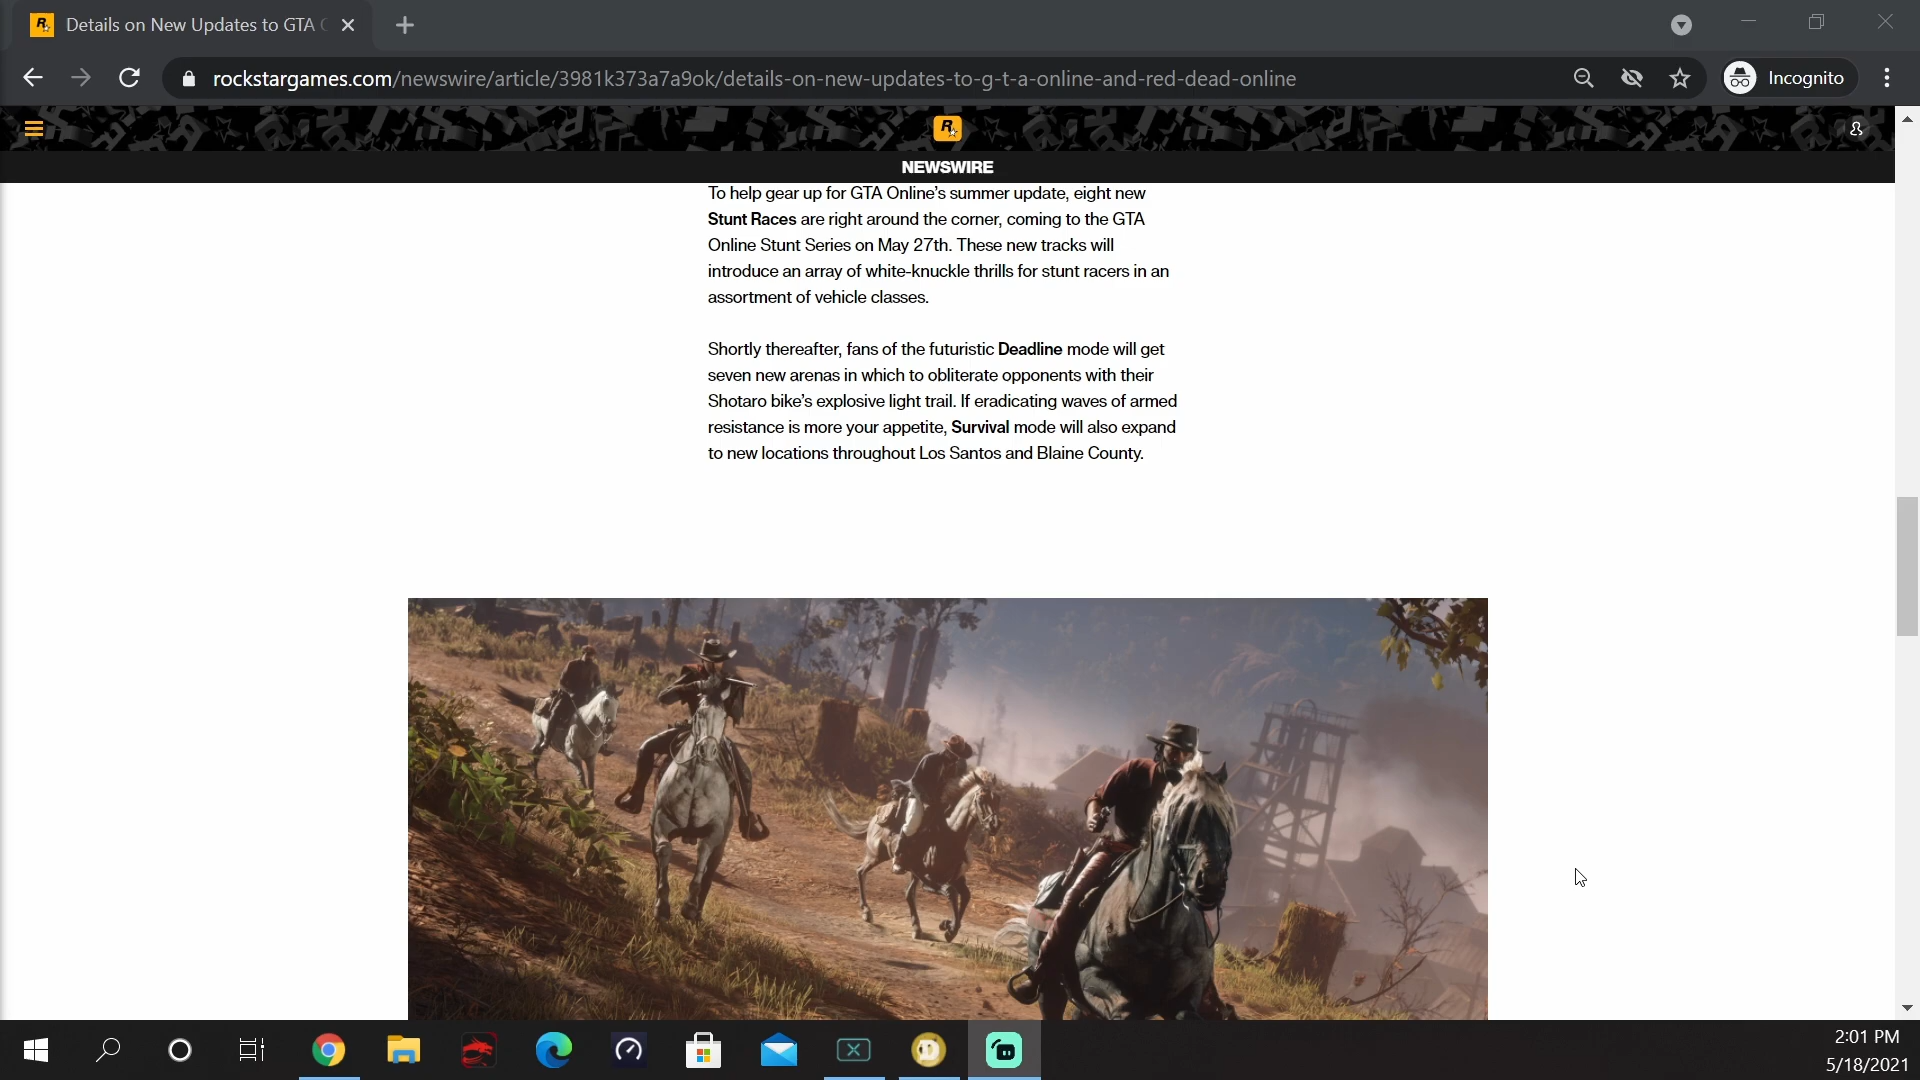 Details on New Updates to GTA
rockstargames.com/newswire/article/3981k373a7a9ok/details-on-new-updates-to-g-t-a-online-and-red-dead-online
Incognito
NEWSWIRE
To help gear up for GTA Online's summer update, eight new
Stunt Races are right around the corner, coming to the GTA
Online Stunt Series on May 27th. These new tracks will
introduce an array of white-knuckle thrills for stunt racers in an
assortment of vehicle classes.
Shortly thereafter, fans of the futuristic Deadline mode will get
seven new arenas in which to obliterate opponents with their
Shotaro bike's explosive light trail. If eradicating waves of armed
resistance is more your appetite, Survival mode will also expand
to new locations throughout Los Santos and Blaine County.
2:01 PM
5/18/2021